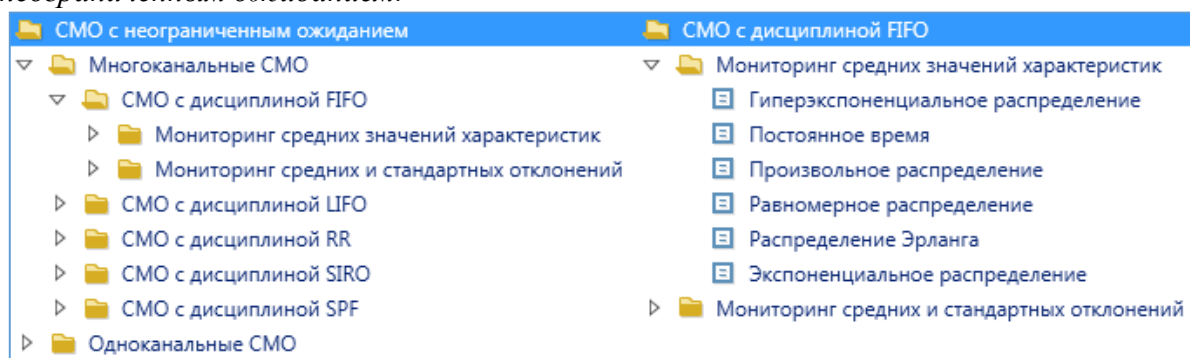 неограниченным ожиданием.
СМО с неограниченным ожиданием
Многоканальные СМО
СМО с дисциплиной FIFO
Мониторинг средних значений характеристик
Мониторинг средних и стандартных отклонений
СМО с дисциплиной LIFO
СМО с дисциплиной RR
СМО с дисциплиной SIRO
СМО с дисциплиной SPF
Одноканальные СМО
СМО с дисциплиной FIFO
Мониторинг средних значений характеристик
Гиперэкспоненциальное распределение
Постоянное время
Произвольное распределение
Равномерное распределение
Распределение Эрланга
Экспоненциальное распределение
Мониторинг средних и стандартных отклонений